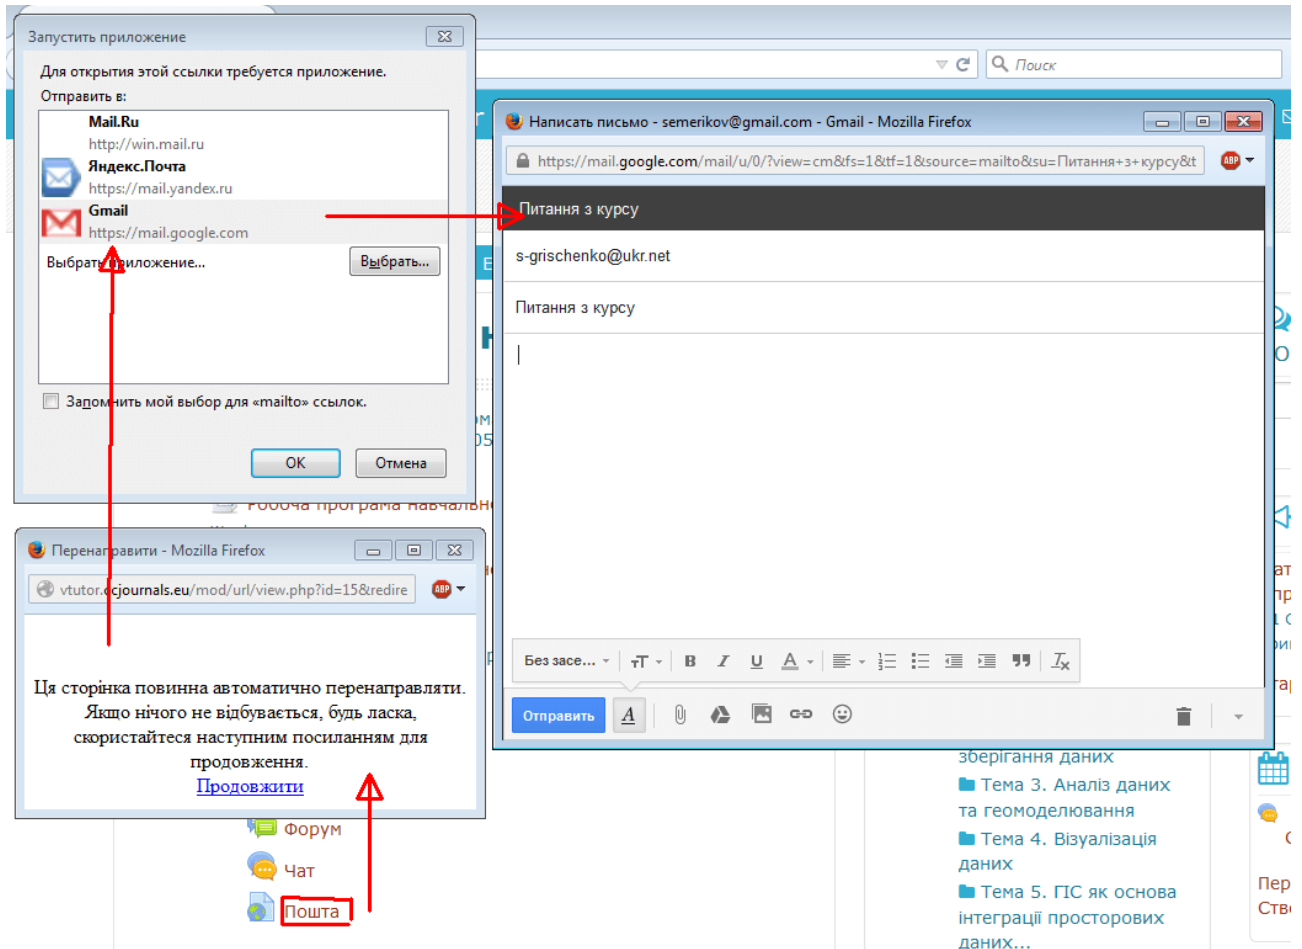 Запустить приложение
Для открытия этой ссылки требуется приложение.
Отправить в:
Mail.Ru
http://win.mail.ru
Яндекс.Почта
https://mail.yandex.ru
Gmail
https://mail.google.com
Выбрать приложение...
Выбрать...
Запомнить мой выбор для «mailto» ссылок.
ОК
Отмена
Поиск
Написать письмо - semerikov@gmail.com - Gmail - Mozilla Firefox
https://mail.google.com/mail/u/0/?view=cm&fs=1&tf=1&source=mailto&su=Питання+з+курсу&t
ABP
Питання з курсу
s-grischenko@ukr.net
Питання з курсу
Без засе...
Отправить
Робоча програма
Перенаправити - Mozilla Firefox
vtutor.ccjournals.eu/mod/url/view.php?id=15&redire
ABP
Ця сторінка повинна автоматично перенаправляти.
Якщо нічого не відбувається, будь ласка,
скористайтеся наступним посиланням для
продовження.
Продовжити
Форум
Чат
Пошта
зберігання даних
Тема 3. Аналіз даних
та геомоделювання
Тема 4. Візуалізація
даних
Тема 5. ГІС як основа
інтеграції просторових
даних...
Пер
Ств